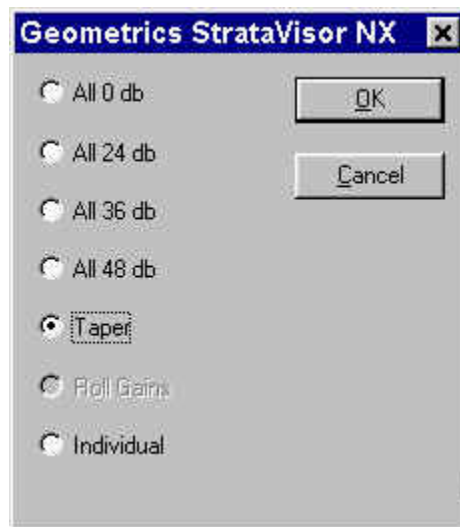 Geometrics StrataVisor NX
All 0 db
OK
All 24 db
Cancel
All 36 db
All 48 db
Taper
Roll Gains
Individual